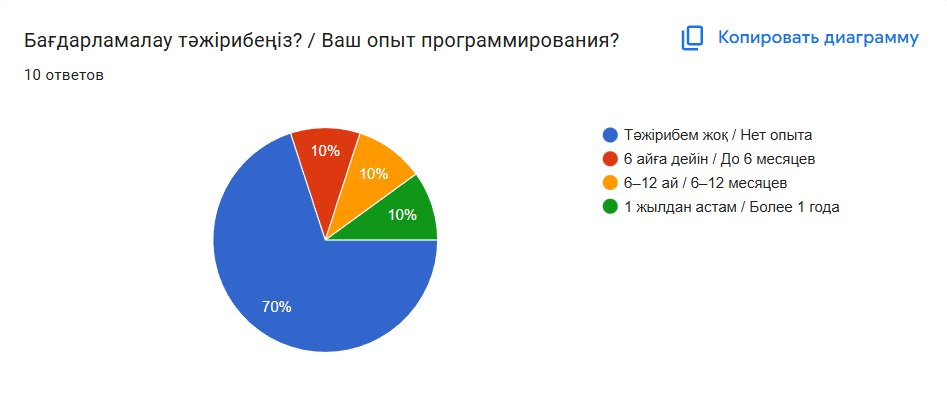 Бағдарламалау тәжірибеңіз? / Ваш опыт программирования?
Копировать диаграмму
10 ответов
10%
10%
10%
70%
Тәжірибем жоқ / Нет опыта
6 айға дейін / До 6 месяцев
6–12 ай / 6–12 месяцев
1 жылдан астам / Более 1 года